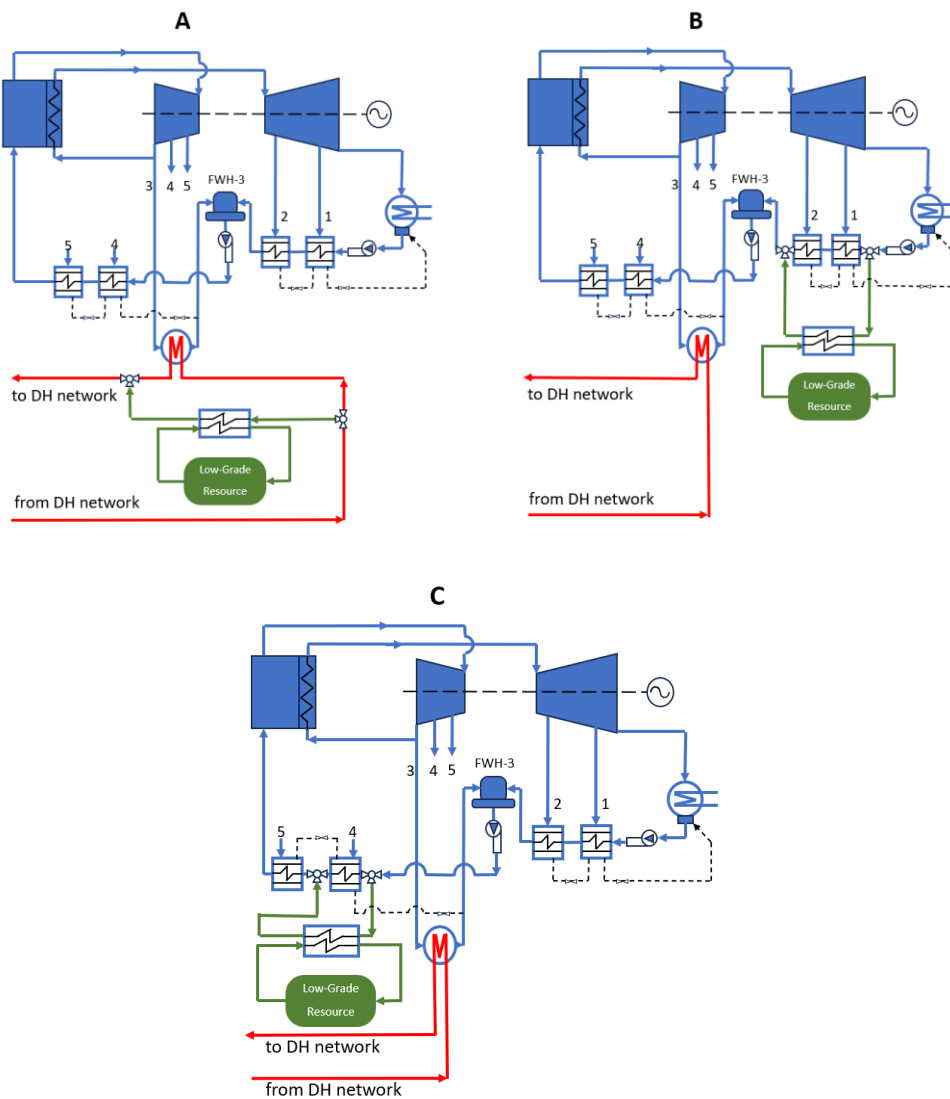 A
B
3
4
5
FWH-3
2
1
5
4
to DH network
Low-Grade
Resource
from DH network
3
4
5
FWH-3
2
1
5
4
to DH network
Low-Grade
Resource
from DH network
C
3
4
5
FWH-3
2
1
5
4
Low-Grade
Resource
to DH network
from DH network